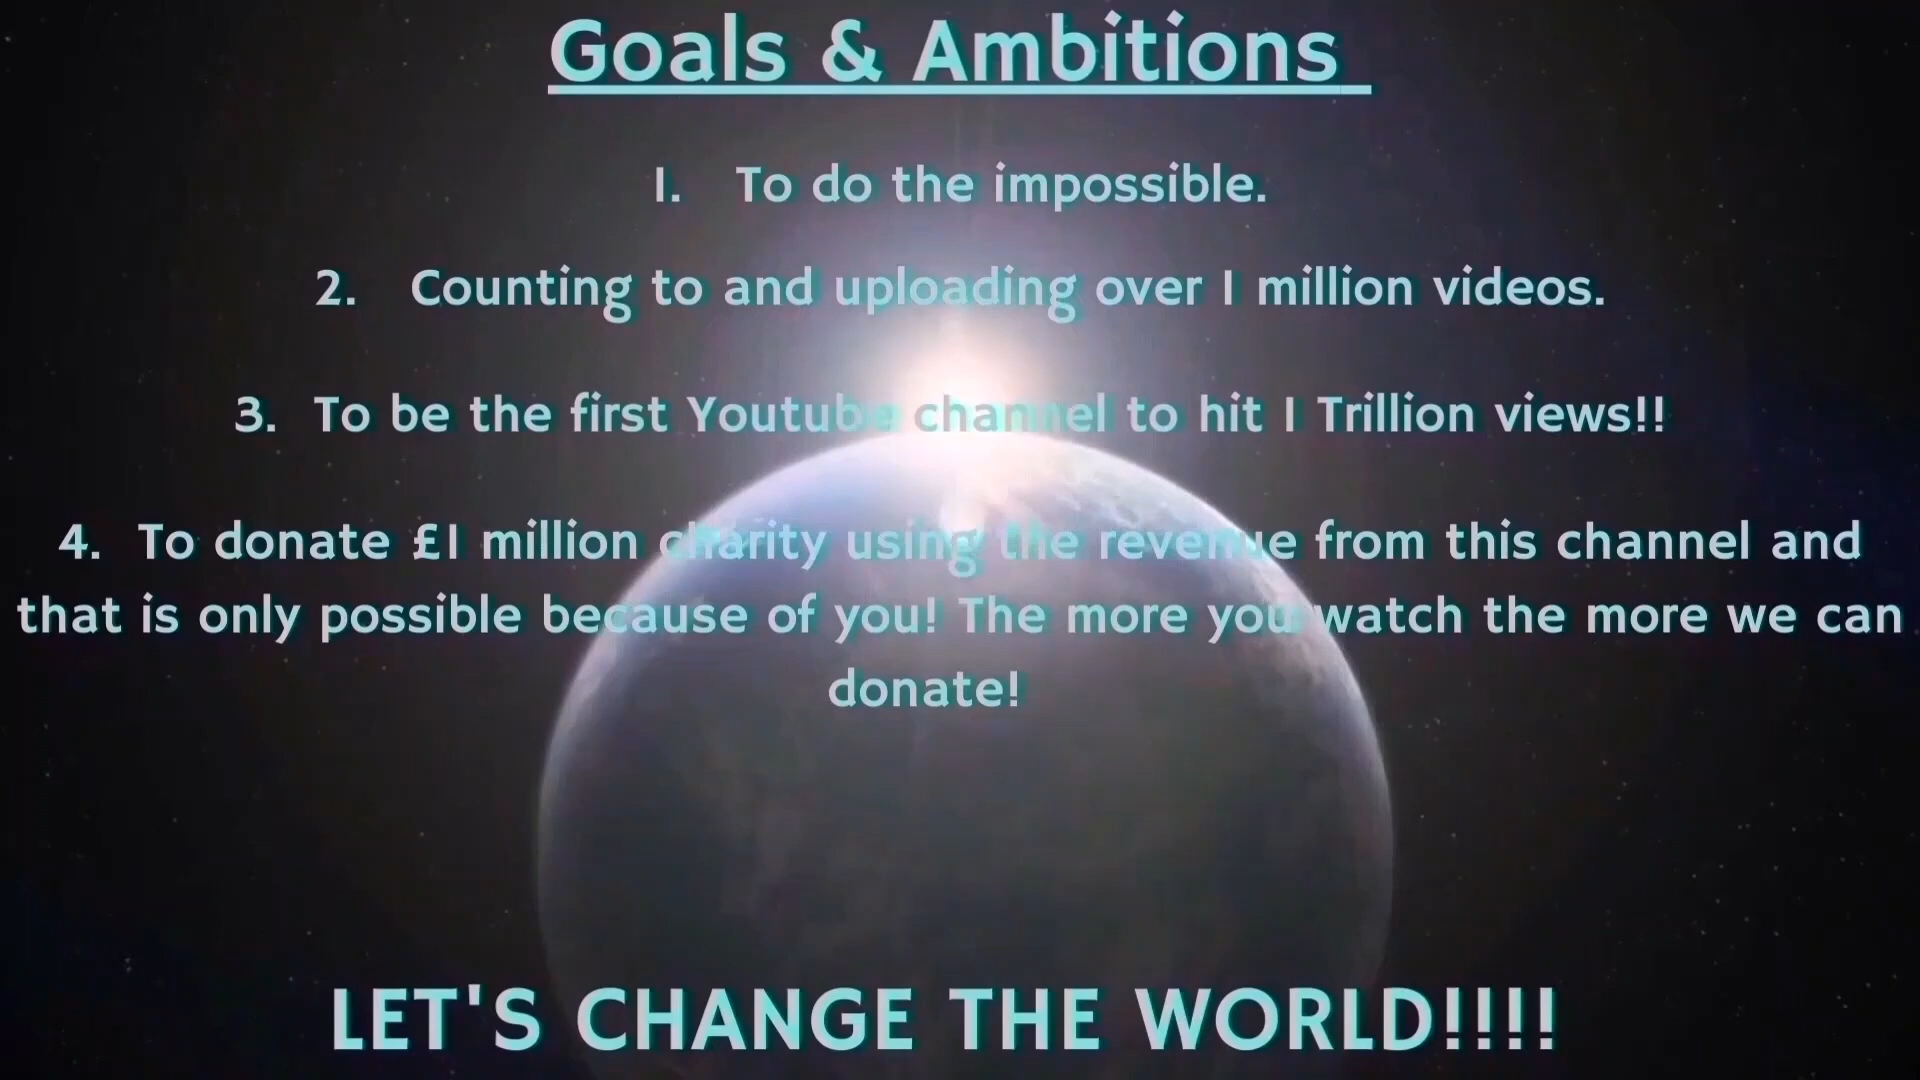 Goals & Ambitions
1. To do the impossible.
2. Counting to and uploading over 1 million videos.
3. To be the first Youtube channel to hit 1 Trillion views!!
4. To donate £1 million charity using the revenue from this channel and
that is only possible because of you! The more you watch the more we can
donate!
LET'S CHANGE THE WORLD!!!!